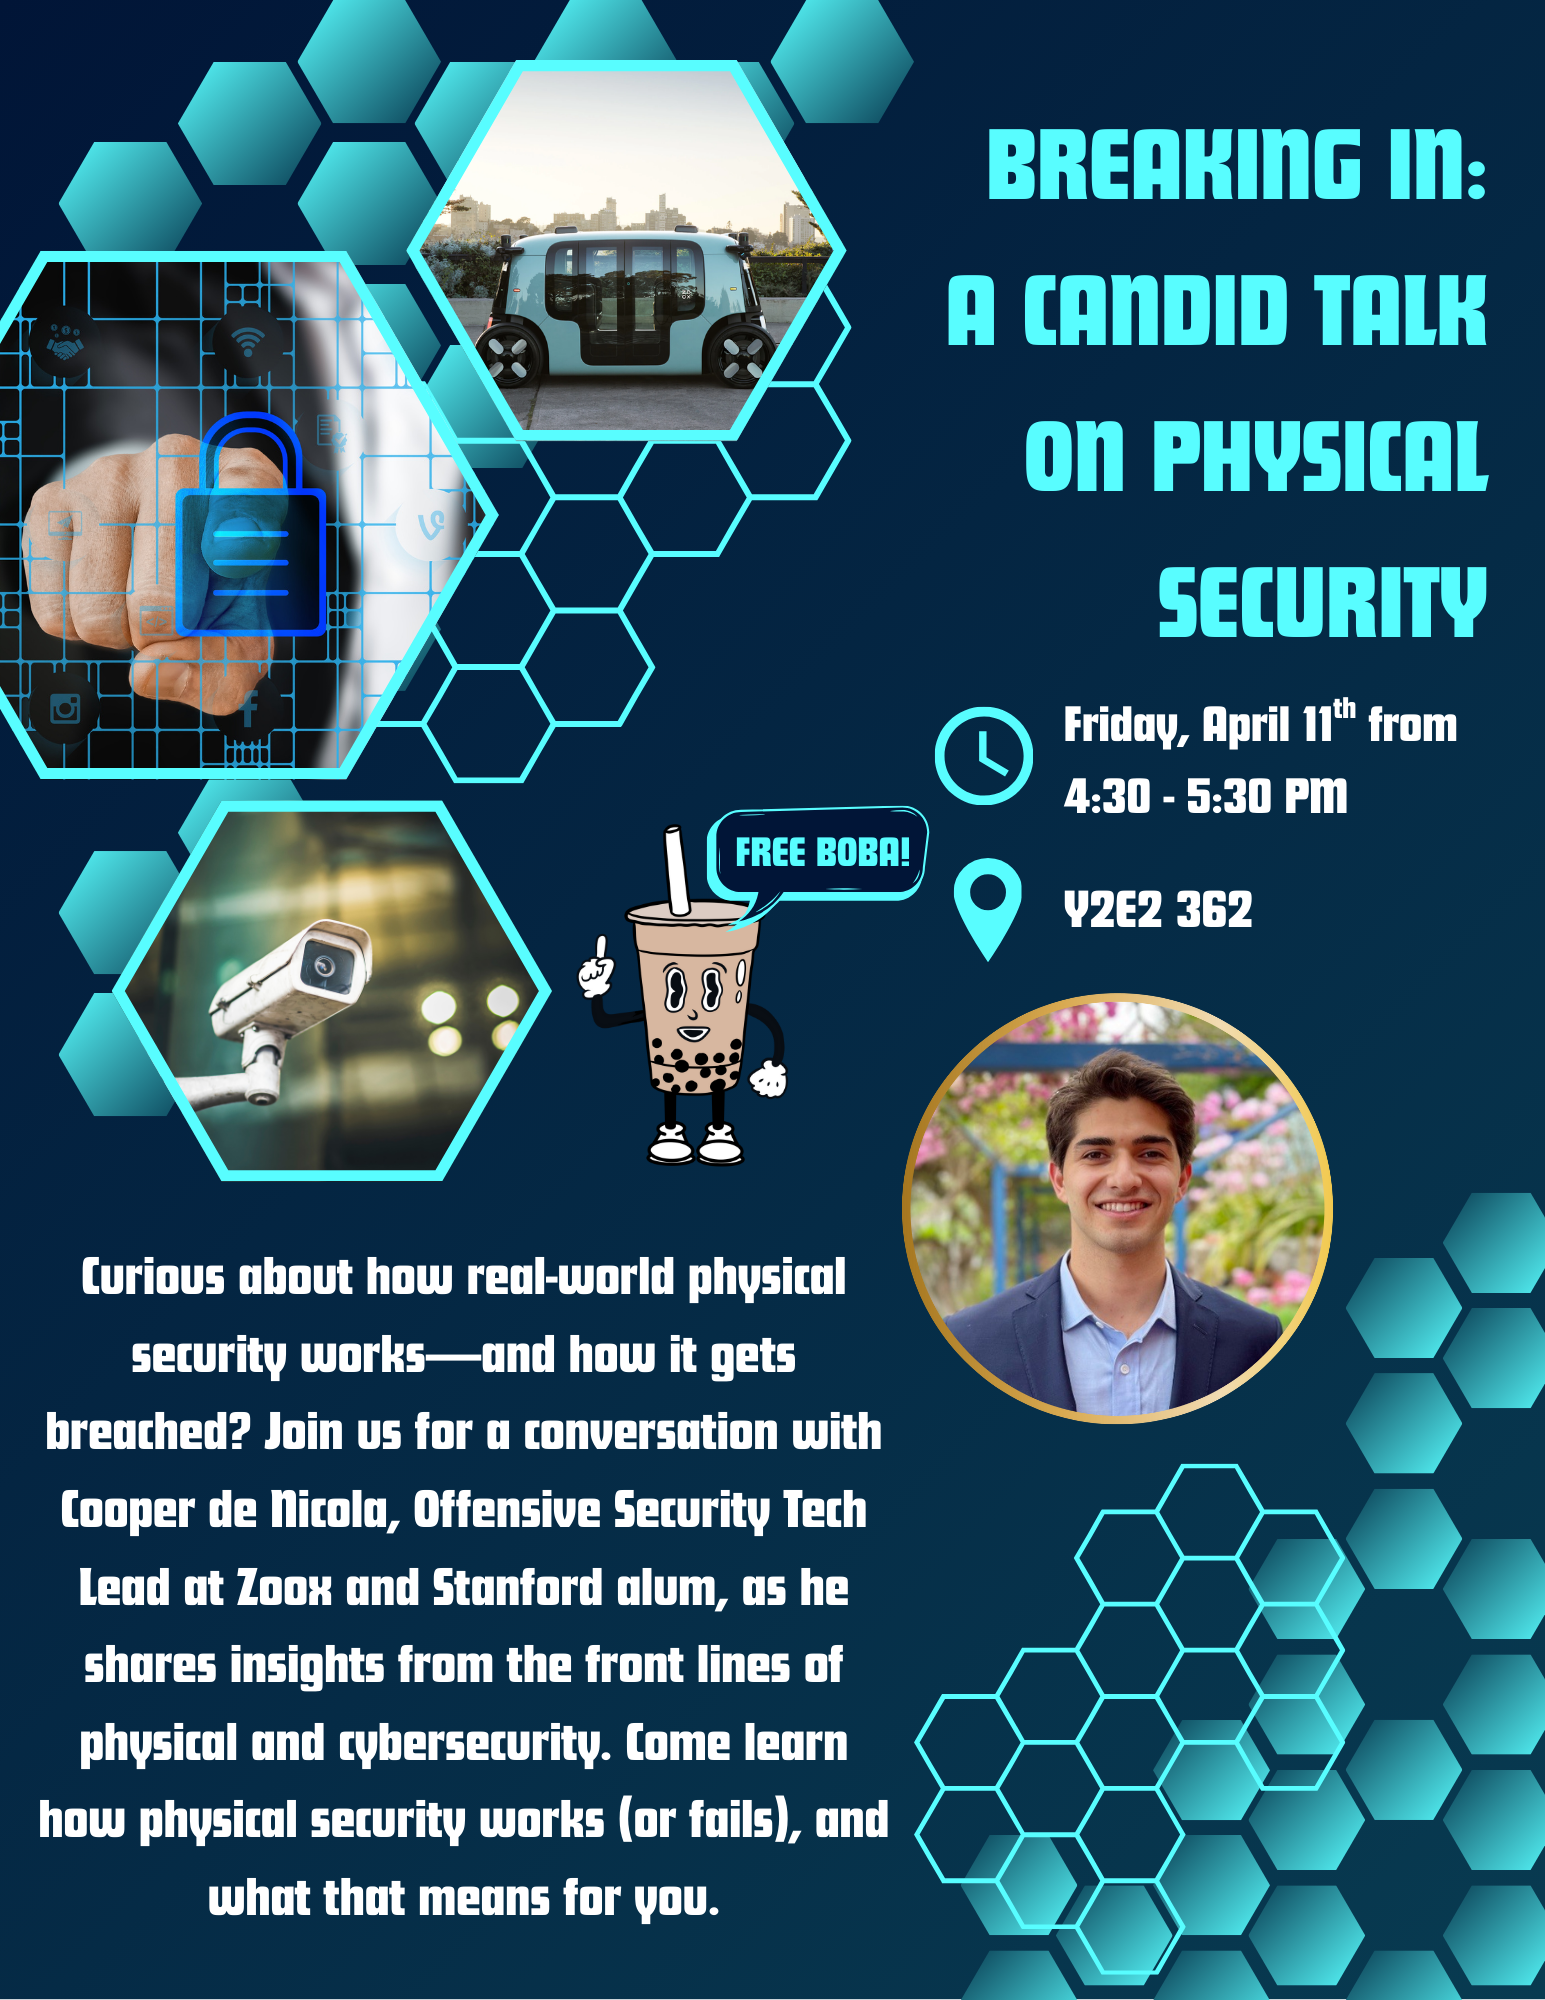 BREAKING IN:
A CANDID TALK
ON PHYSICAL
SECURITY
Friday, April 11th from
4:30 - 5:30 PM
Y2E2 362
FREE BOBA!
Curious about how real-world physical
security works—and how it gets
breached? Join us for a conversation with
Cooper de Nicola, Offensive Security Tech
Lead at Zoox and Stanford alum, as he
shares insights from the front lines of
physical and cybersecurity. Come learn
how physical security works (or fails), and
what that means for you.